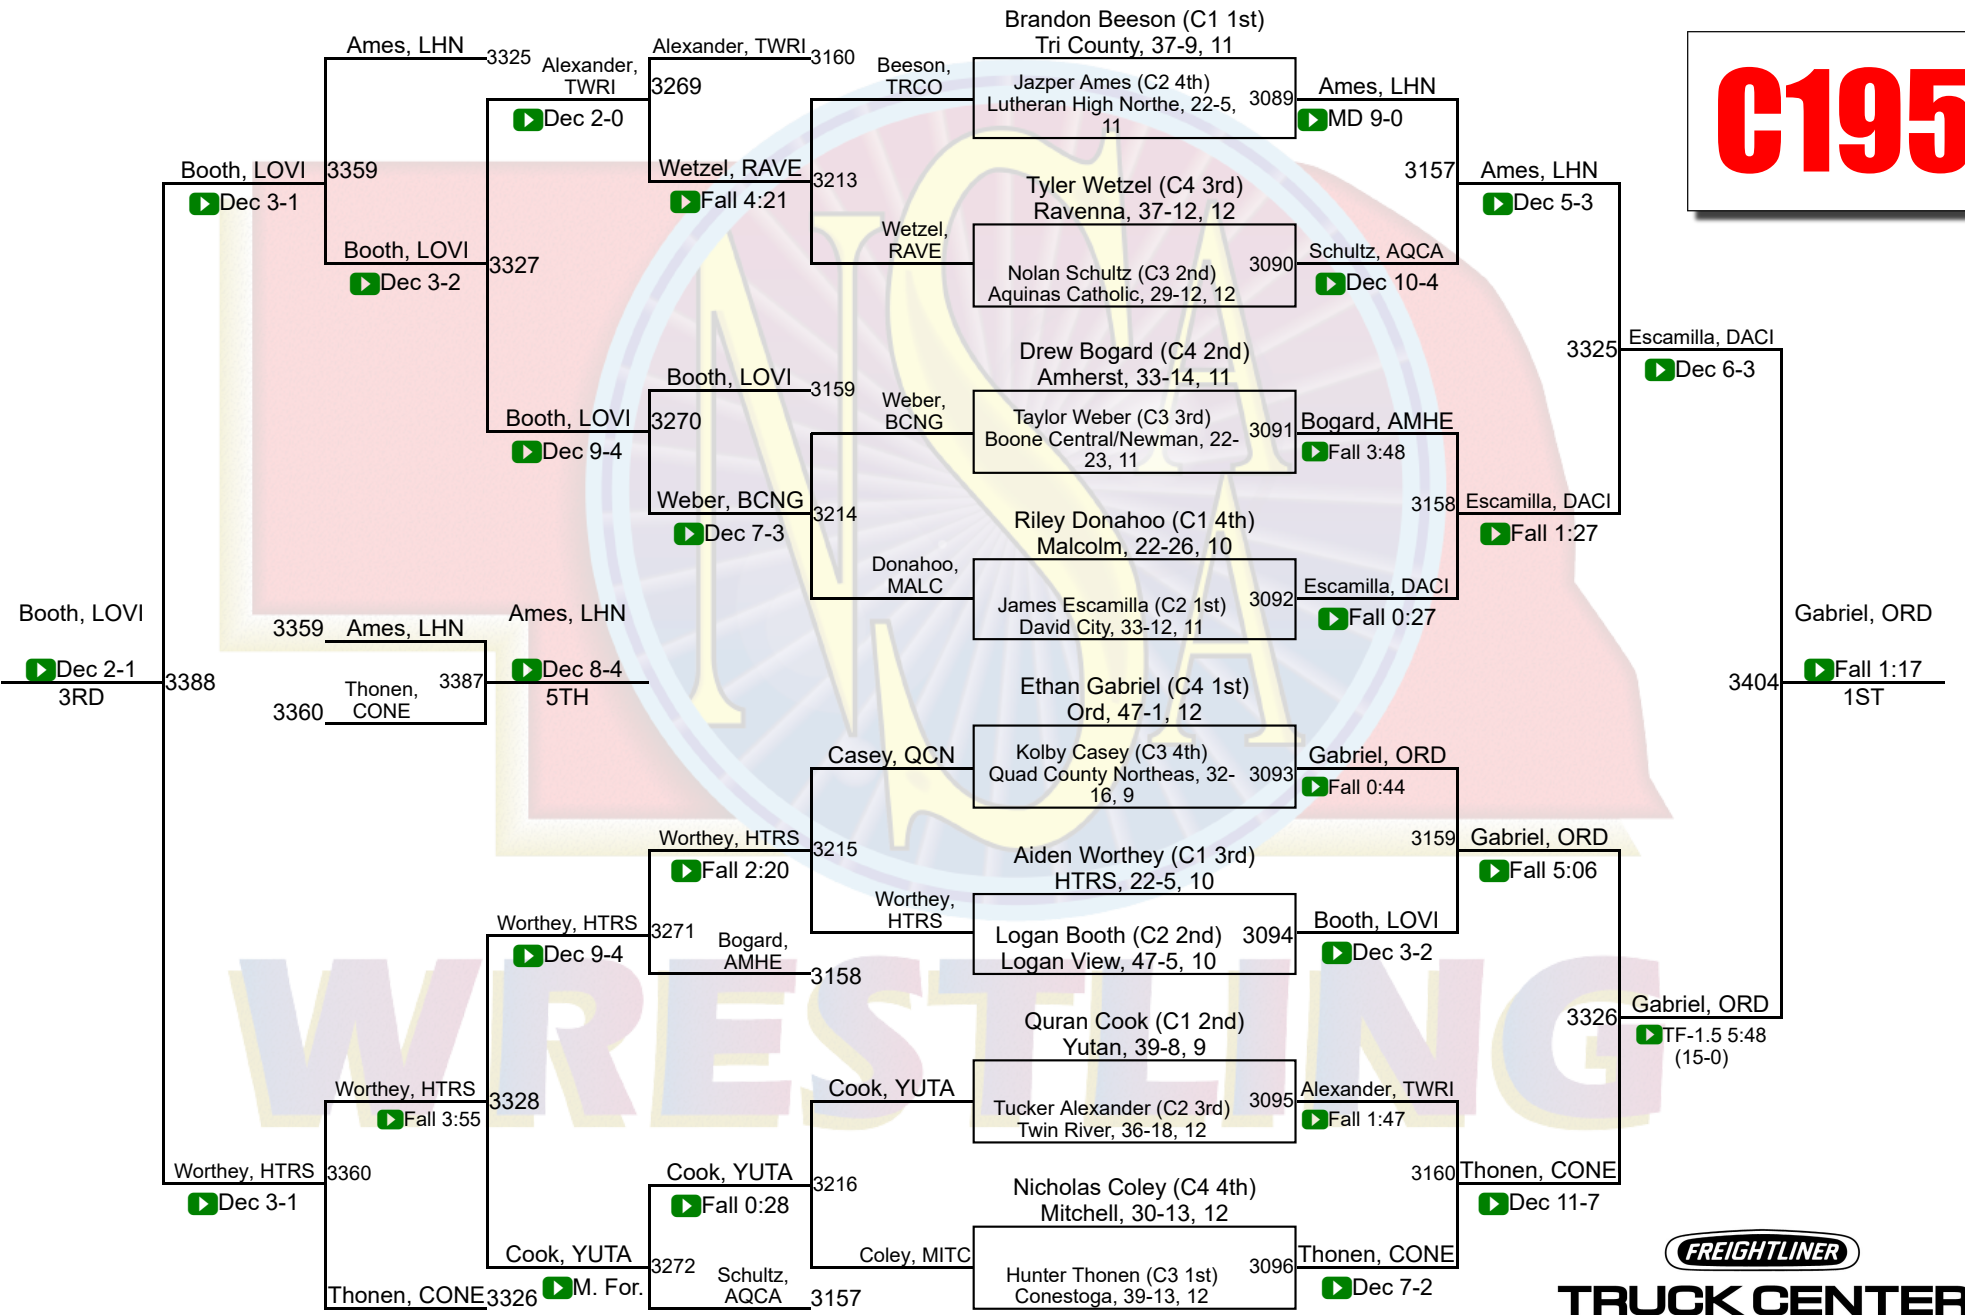 C195
Brandon Beeson (C1 1st)
Tri County, 37-9, 11
Jazper Ames (C2 4th)
Lutheran High Northe, 22-5,
11
3089
Tyler Wetzel (C4 3rd)
Ravenna, 37-12, 12
Nolan Schultz (C3 2nd)
Aquinas Catholic, 29-12, 12
3090
Drew Bogard (C4 2nd)
Amherst, 33-14, 11
Taylor Weber (C3 3rd)
Boone Central/Newman, 22-
23, 11
3091
Riley Donahoo (C1 4th)
Malcolm, 22-26, 10
James Escamilla (C2 1st)
David City, 33-12, 11
3092
Ethan Gabriel (C4 1st)
Ord, 47-1, 12
Kolby Casey (C3 4th)
Quad County Northeas, 32-
16, 9
3093
Aiden Worthey (C1 3rd)
HTRS, 22-5, 10
Logan Booth (C2 2nd)
Logan View, 47-5, 10
3094
Quran Cook (C1 2nd)
Yutan, 39-8, 9
Tucker Alexander (C2 3rd)
Twin River, 36-18, 12
3095
Nicholas Coley (C4 4th)
Mitchell, 30-13, 12
Hunter Thonen (C3 1st)
Conestoga, 39-13, 12
3096
Ames, LHN
MD 9-0
3157
Schultz, AQCA
Dec 10-4
Bogard, AMHE
Fall 3:48
3158
Escamilla, DACI
Fall 0:27
Gabriel, ORD
Fall 0:44
3159
Booth, LOVI
Dec 3-2
Alexander, TWRI
Fall 1:47
3160
Thonen, CONE
Dec 7-2
Ames, LHN
Dec 5-3
3325
Escamilla, DACI
Fall 1:27
Gabriel, ORD
Fall 5:06
3326
Thonen, CONE
Dec 11-7
Escamilla, DACI
Dec 6-3
3404
Gabriel, ORD
TF-1.5 5:48
(15-0)
Gabriel, ORD
Fall 1:17
1ST
Beeson,
TRCO
3213
Wetzel,
RAVE
Weber,
BCNG
3214
Donahoo,
MALC
Casey, QCN
3215
Worthey,
HTRS
Cook, YUTA
3216
Coley, MITC
Alexander, TWRI
3160
3269
Wetzel, RAVE
Fall 4:21
Booth, LOVI
3159
3270
Weber, BCNG
Dec 7-3
Worthey, HTRS
Fall 2:20
3271
Bogard,
AMHE
3158
Cook, YUTA
Fall 0:28
3272
Schultz,
AQCA
3157
Alexander,
TWRI
Dec 2-0
3327
Booth, LOVI
Dec 9-4
Worthey, HTRS
Dec 9-4
3328
Cook, YUTA
M. For.
Ames, LHN
3325
3359
Booth, LOVI
Dec 3-2
Worthey, HTRS
Fall 3:55
3360
Thonen, CONE
3326
Booth, LOVI
Dec 3-1
3388
Worthey, HTRS
Dec 3-1
Booth, LOVI
Dec 2-1
3RD
3359
Ames, LHN
3387
3360
Thonen,
CONE
Ames, LHN
Dec 8-4
5TH
NSAA
WRESTLING
FREIGHTLINER
TRUCK CENTER